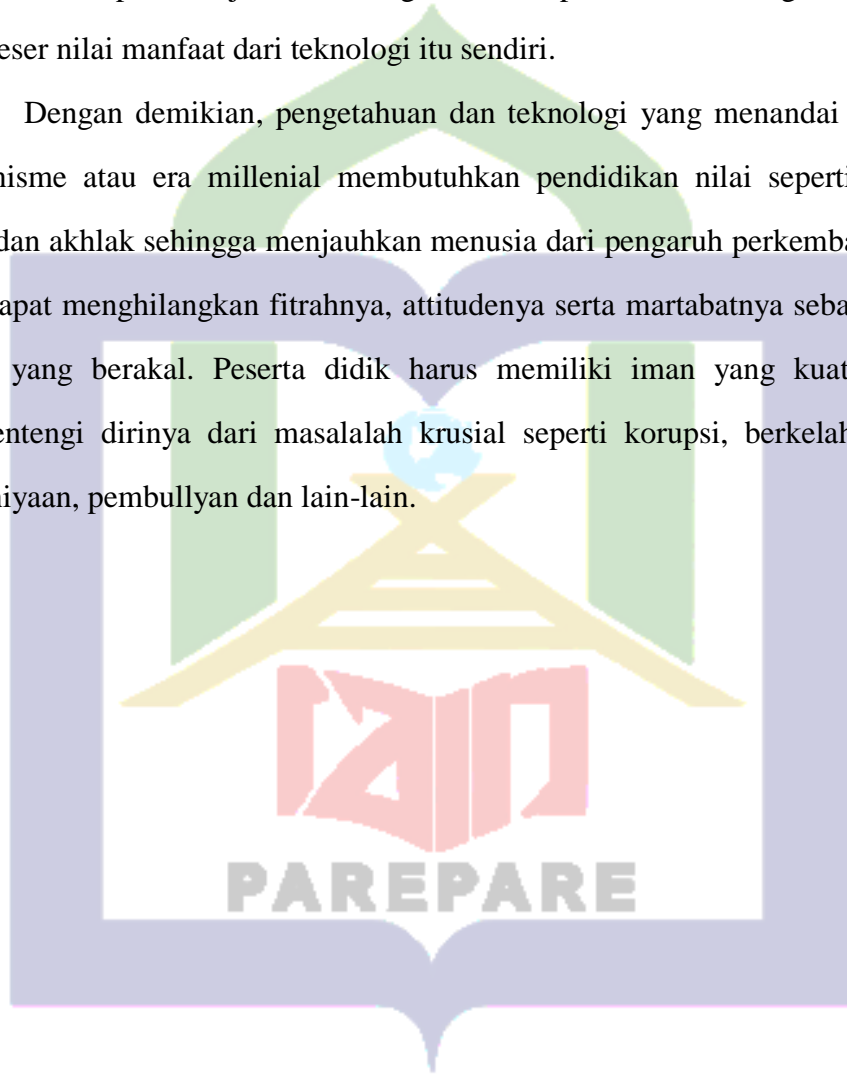 eser nilai manfaat dari teknologi itu sendiri.
Dengan demikian, pengetahuan dan teknologi yang menandai
nisme atau era millenial membutuhkan pendidikan nilai seperti
dan akhlak sehingga menjauhkan menusia dari pengaruh perkemba
apat menghilangkan fitrahnya, attitudenya serta martabatnya seba
yang berakal. Peserta didik harus memiliki iman yang kuat
entengi dirinya dari masalalah krusial seperti korupsi, berkelah
iyaan, pembullyan dan lain-lain.
iain
PAREPARE